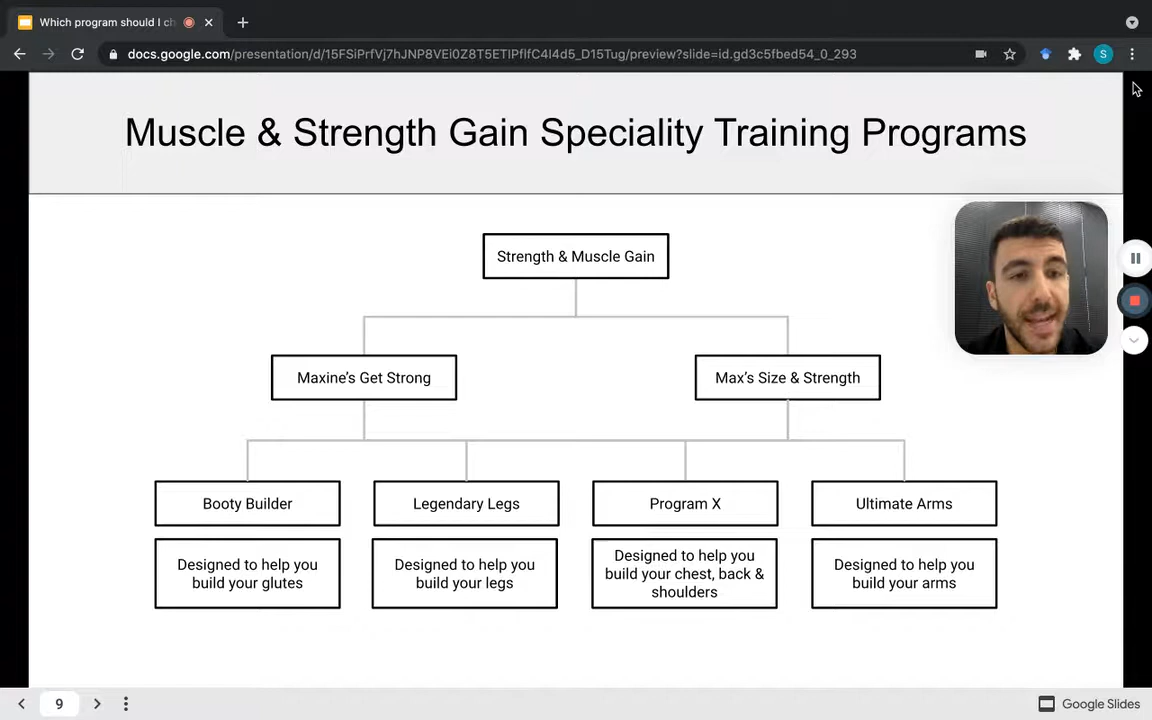 Which program should I ch
docs.google.com/presentation/d/15FSiPrfVj7hJNP8VEi0Z8T5ETlPflfC4I4d5_D15Tug/preview?slide=id.gd3c5fbed54_0_293
S
Muscle & Strength Gain Speciality Training Programs
Strength & Muscle Gain
Maxine's Get Strong
Max's Size & Strength
Booty Builder
Legendary Legs
Program X
Ultimate Arms
Designed to help you
build your glutes
Designed to help you
build your legs
Designed to help you
build your chest, back &
shoulders
Designed to help you
build your arms
9
Google Slides